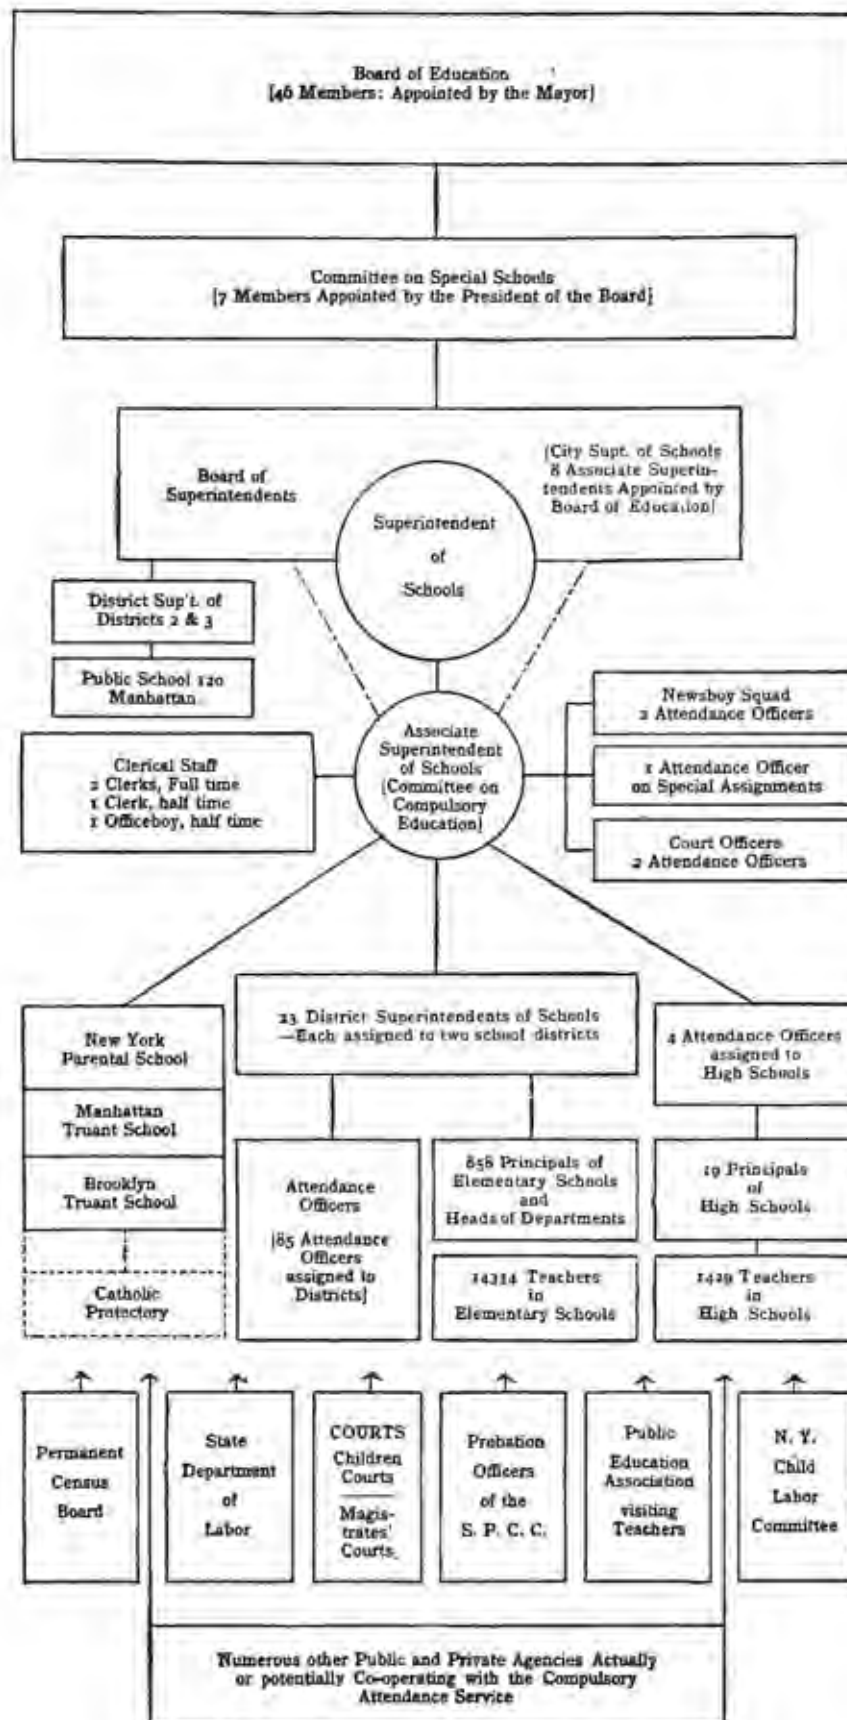 Board of Education
[46 Members: Appointed by the Mayor]
Committee on Special Schools
[7 Members Appointed by the President of the Board]
Board of
Superintendents
[City Supt. of Schools
8 Associate Superin-
tendents Appointed by
Board of Education]
Superintendent
of
Schools
District Sup't. of
Districts 2 & 3
Public School 120
Manhattan
Associate
Superintendent
of Schools
[Committee on
Compulsory
Education]
Newsboy Squad
2 Attendance Officers
1 Attendance Officer
on Special Assignments
Court Officers
2 Attendance Officers
Clerical Staff
2 Clerks, Full time
1 Clerk, half time
1 Officeboy, half time
New York
Parental School
Manhattan
Truant School
Brooklyn
Truant School
Catholic
Protectory
23 District Superintendents of Schools
—Each assigned to two school districts
Attendance
Officers
[85 Attendance
Officers
assigned to
Districts]
Principals of
Elementary Schools
and
Heads of Departments
14314 Teachers
in
Elementary Schools
4 Attendance Officers
assigned to
High Schools
19 Principals
of
High Schools
1429 Teachers
in
High Schools
Permanent
Census
Board
State
Department
of
Labor
COURTS
Children
Courts
Magis-
trates'
Courts
Probation
Officers
of the
S. P. C. C.
Public
Education
Association
visiting
Teachers
N. Y.
Child
Labor
Committee
Numerous other Public and Private Agencies Actually
or potentially Co-operating with the Compulsory
Attendance Service